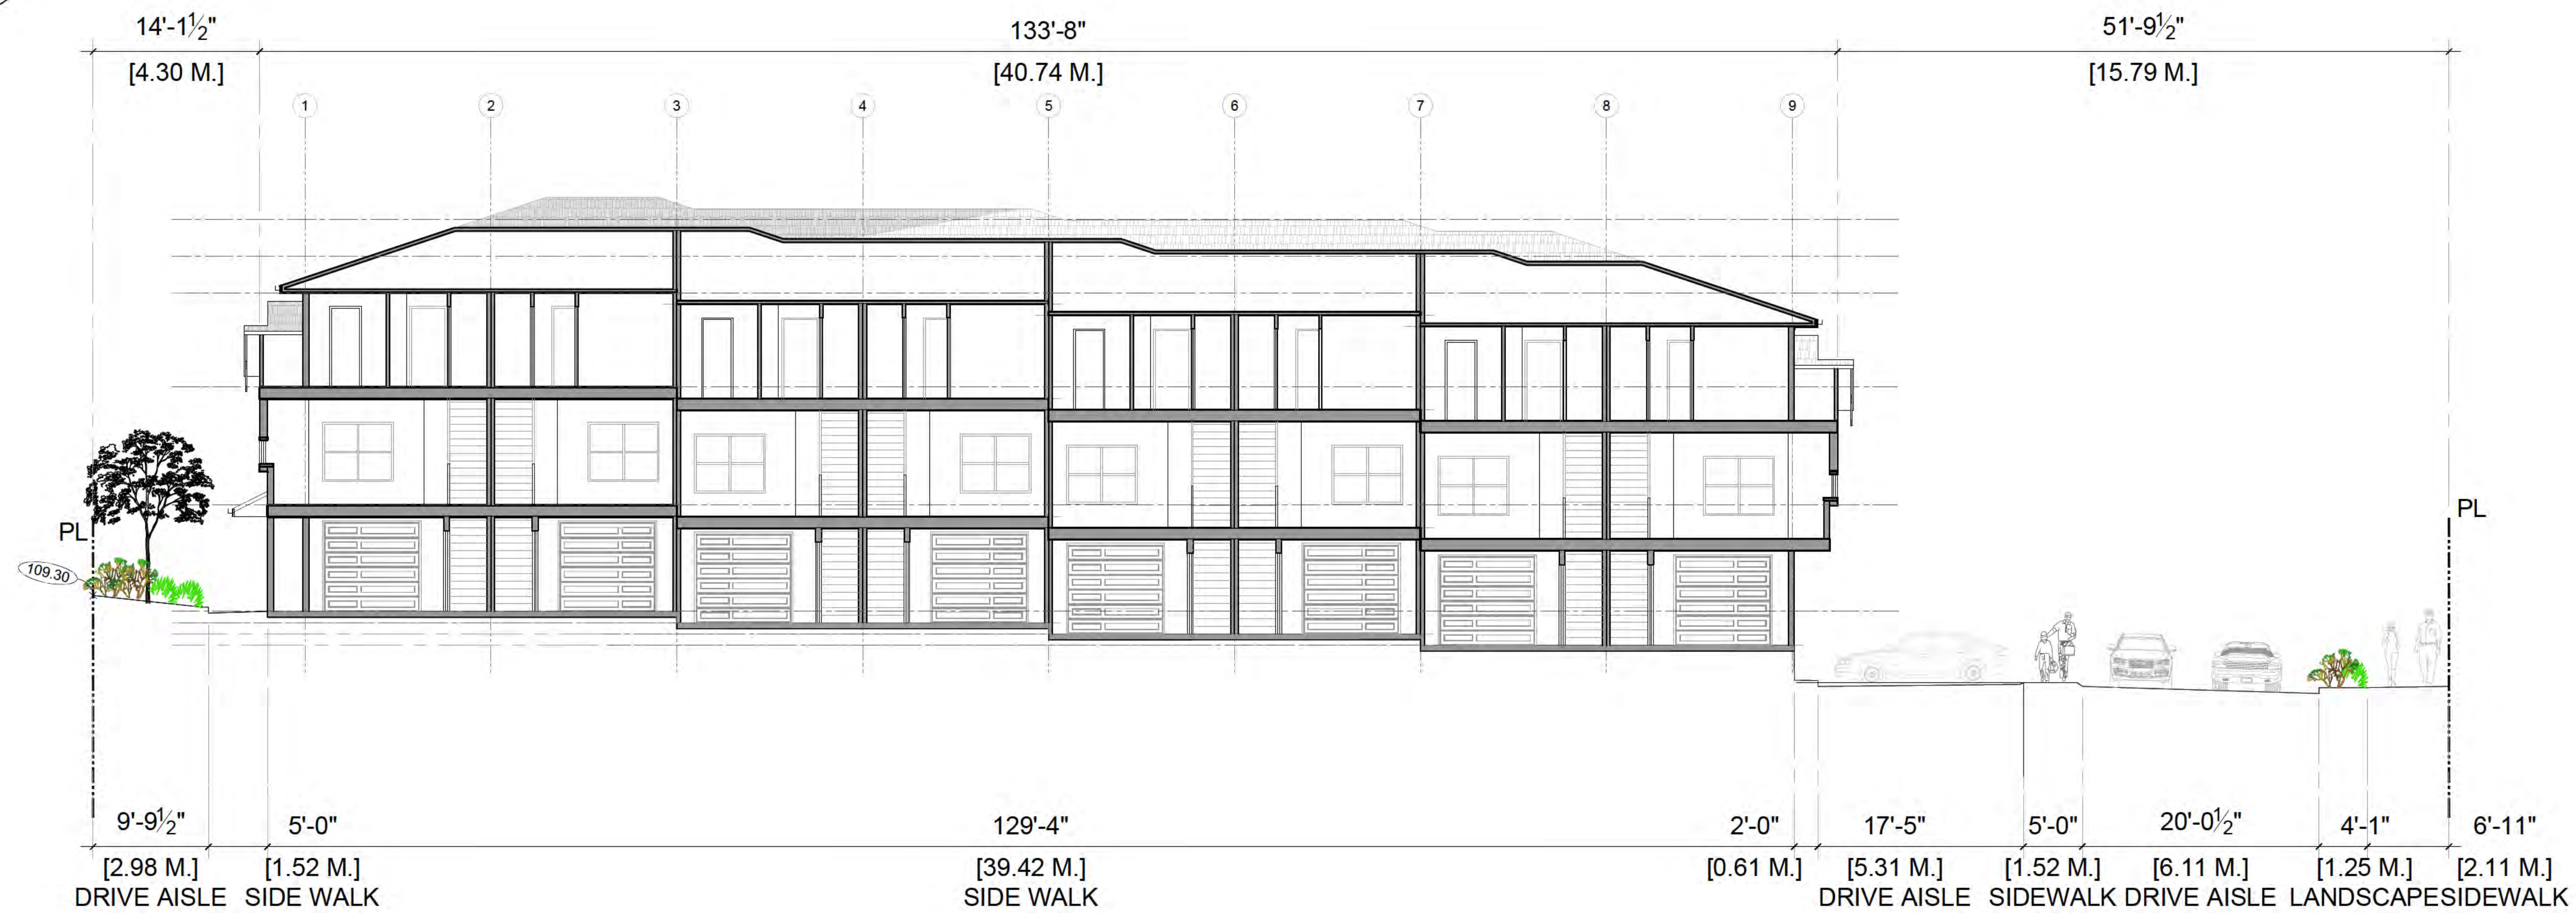 14'-1½" 133'-8" 51'-9½"
[4.30 M.] [40.74 M.] [15.79 M.]
1 2 3 4 5 6 7 8 9
PL PL
109.30
9'-9½" 5'-0" 129'-4" 2'-0" 17'-5" 5'-0" 20'-0½" 4'-1" 6'-11"
[2.98 M.] [1.52 M.] [39.42 M.] [0.61 M.] [5.31 M.] [1.52 M.] [6.11 M.] [1.25 M.] [2.11 M.]
DRIVE AISLE SIDE WALK SIDE WALK DRIVE AISLE SIDEWALK DRIVE AISLE LANDSCAPE SIDEWALK